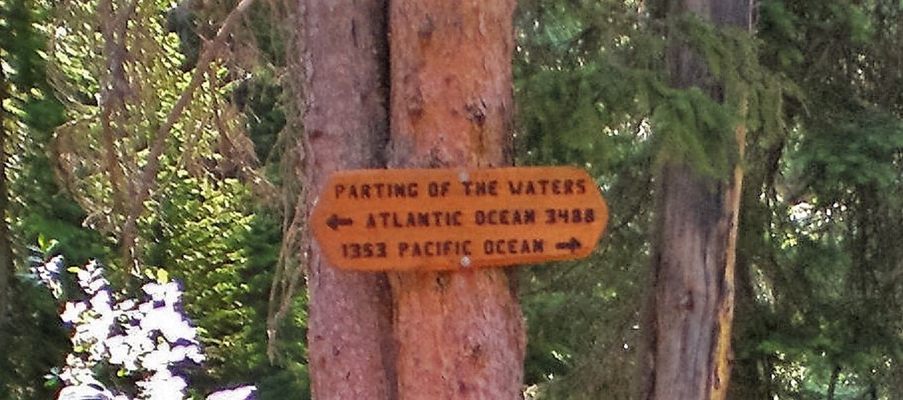 PARTING OF THE WATERS
← ATLANTIC OCEAN 3488
1353 PACIFIC OCEAN →